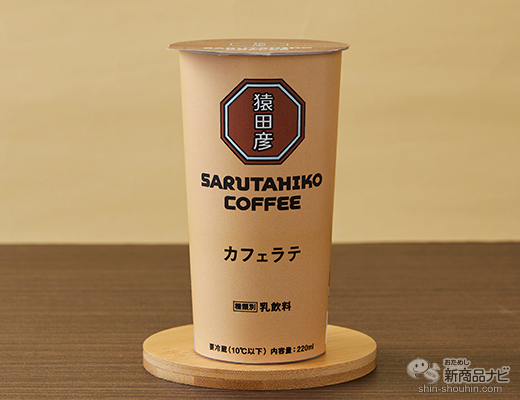 SARUTAHIKO
猿田彦
SARUTAHIKO
COFFEE
カフェラテ
種類別 乳飲料
要冷蔵(10℃以下) 内容量:220ml
おためし
新商品ナビ
shin-shouhin.com